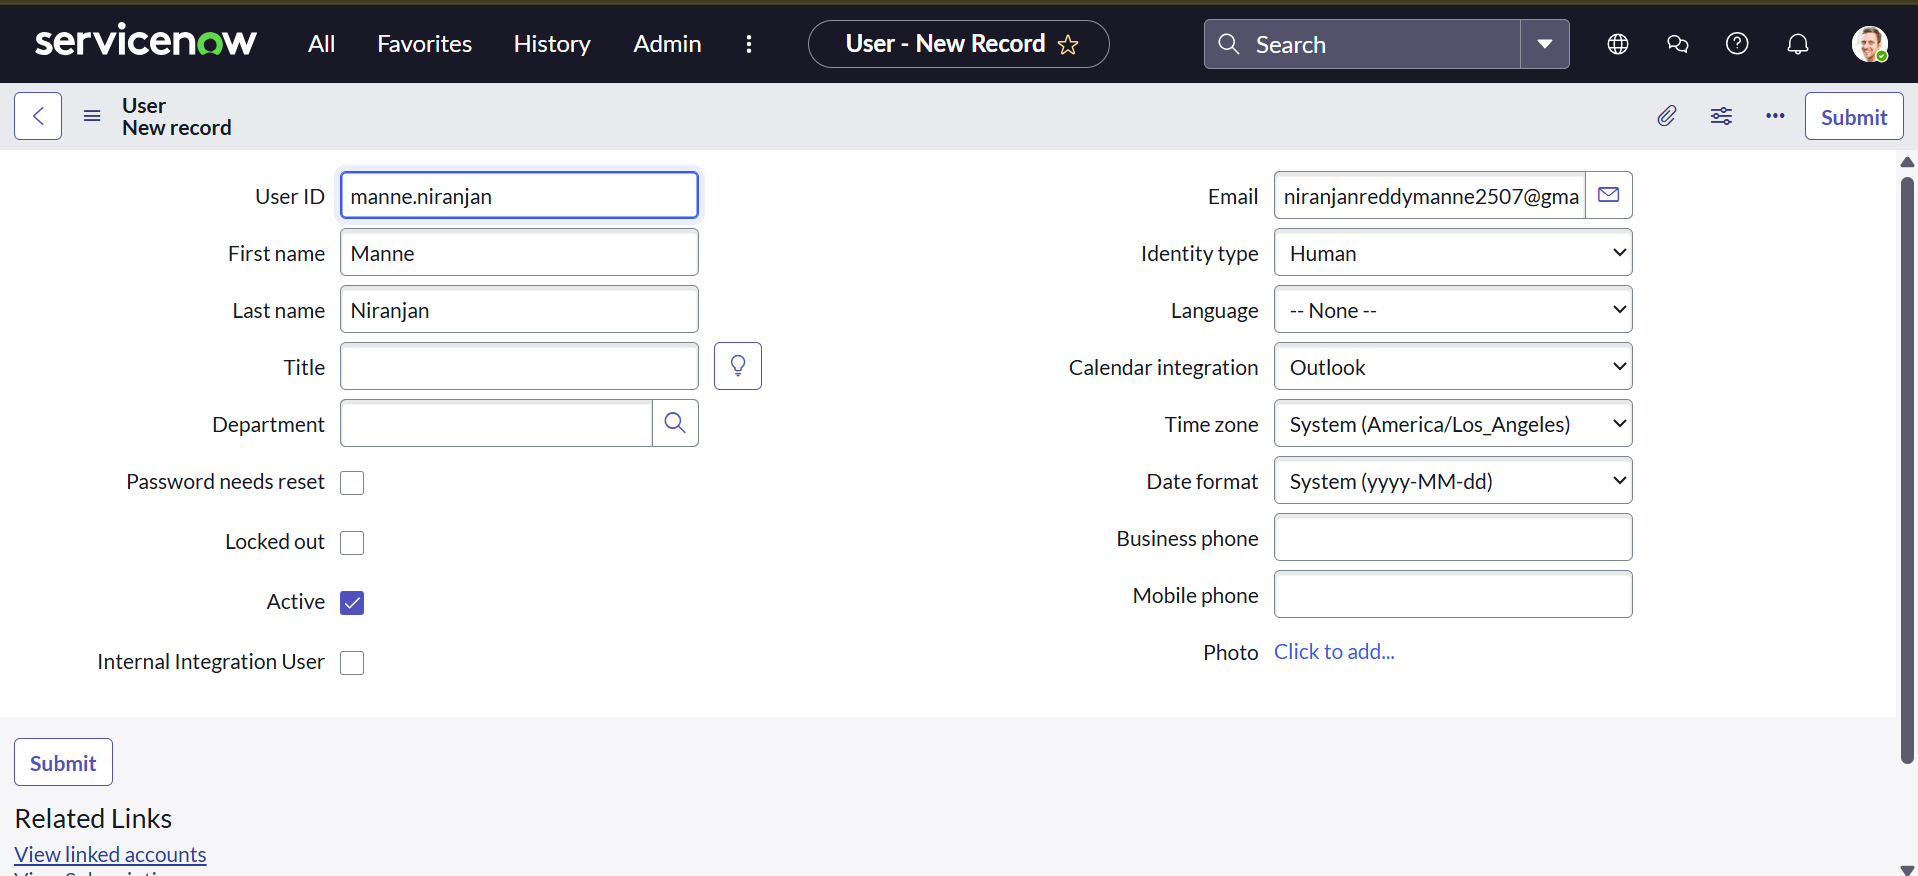 servicenow All Favorites History Admin User - New Record Search
User
New record
Submit
User ID manne.niranjan
First name Manne
Last name Niranjan
Title
Department
Password needs reset
Locked out
Active
Internal Integration User
Email niranjanreddymanne2507@gma
Identity type Human
Language -- None --
Calendar integration Outlook
Time zone System (America/Los_Angeles)
Date format System (yyyy-MM-dd)
Business phone
Mobile phone
Photo Click to add...
Submit
Related Links
View linked accounts